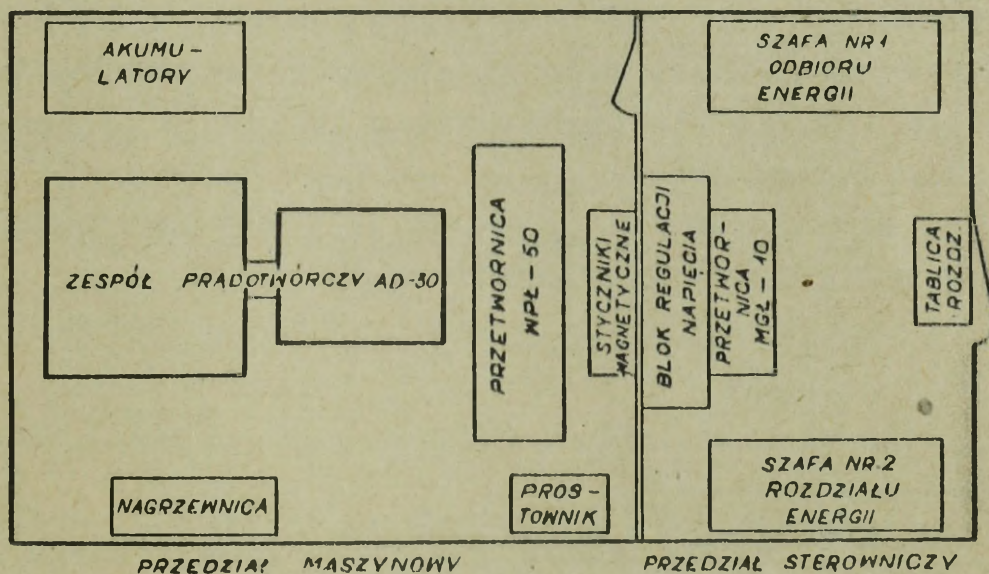 AKUMU-
LATORY
SZAFA NR 1
ODBIORU
ENERGII
ZESPÓŁ PRADOTWÓRCZY AD-30
PRZETWORNICA
WPŁ-50
STYCZNIKI
MAGNETYCZNE
BLOK REGULACJI
NAPIĘCIA
PRZETWOR-
NICA
MGŁ-10
TABLICA
ROZDZ.
NAGRZEWNICA
PROS-
TOWNIK
SZAFA NR 2
ROZDZIAŁU
ENERGII
PRZEDZIAŁ MASZYNOWY
PRZEDZIAŁ STEROWNICZY